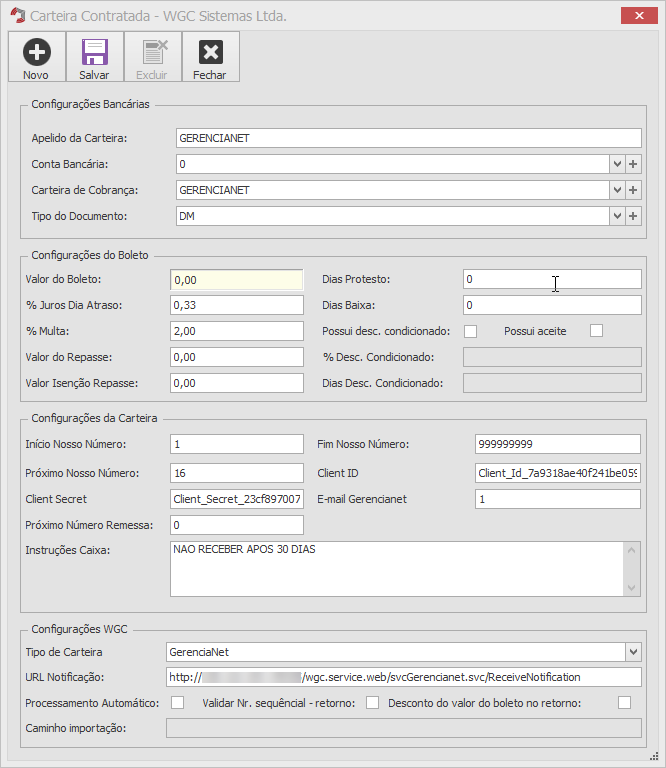 Carteira Contratada - WGC Sistemas Ltda.
Novo Salvar Excluir Fechar
Configurações Bancárias
Apelido da Carteira: GERENCIANET
Conta Bancária: 0
Carteira de Cobrança: GERENCIANET
Tipo do Documento: DM
Configurações do Boleto
Valor do Boleto: 0,00 Dias Protesto: 0
% Juros Dia Atraso: 0,33 Dias Baixa: 0
% Multa: 2,00 Possui desc. condicionado: Possui aceite
Valor do Repasse: 0,00 % Desc. Condicionado:
Valor Isenção Repasse: 0,00 Dias Desc. Condicionado:
Configurações da Carteira
Início Nosso Número: 1 Fim Nosso Número: 999999999
Próximo Nosso Número: 16 Client ID Client_Id_7a9318ae40f241be059
Client Secret Client_Secret_23cf897007 E-mail Gerencianet 1
Próximo Número Remessa: 0
Instruções Caixa: NAO RECEBER APOS 30 DIAS
Configurações WGC
Tipo de Carteira GerenciaNet
URL Notificação: http:// /wgc.service.web/svcGerencianet.svc/ReceiveNotification
Processamento Automático: Validar Nr. sequêncial - retorno: Desconto do valor do boleto no retorno:
Caminho importação: